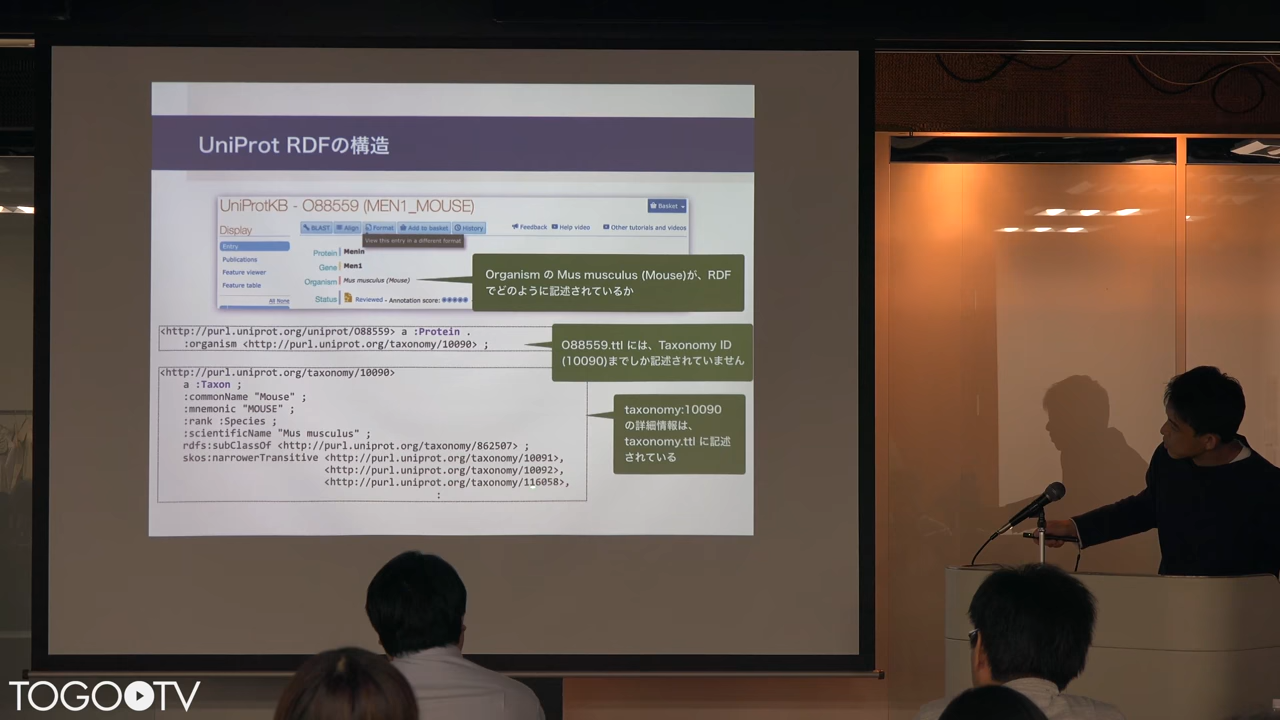 UniProt RDFの構造
UniProtKB - O88559 (MEN1_MOUSE)
Basket
Display
BLAST Align Format Add to basket History
Feedback Help video Other tutorials and videos
View this entry in a different format
Entry
Publications
Feature viewer
Feature table
All None
Protein Menin
Gene Men1
Organism Mus musculus (Mouse)
Status Reviewed - Annotation score:
Organism の Mus musculus (Mouse)が、RDF
でどのように記述されているか
<http://purl.uniprot.org/uniprot/O88559> a :Protein .
:organism <http://purl.uniprot.org/taxonomy/10090> ;
O88559.ttl には、Taxonomy ID
(10090)までしか記述されていません
<http://purl.uniprot.org/taxonomy/10090>
a :Taxon ;
:commonName "Mouse" ;
:mnemonic "MOUSE" ;
:rank :Species ;
:scientificName "Mus musculus" ;
rdfs:subClassOf <http://purl.uniprot.org/taxonomy/862507> ;
skos:narrowerTransitive <http://purl.uniprot.org/taxonomy/10091>,
<http://purl.uniprot.org/taxonomy/10092>,
<http://purl.uniprot.org/taxonomy/116058>,
:
taxonomy:10090
の詳細情報は、
taxonomy.ttl に記述
されている
TOGOTV